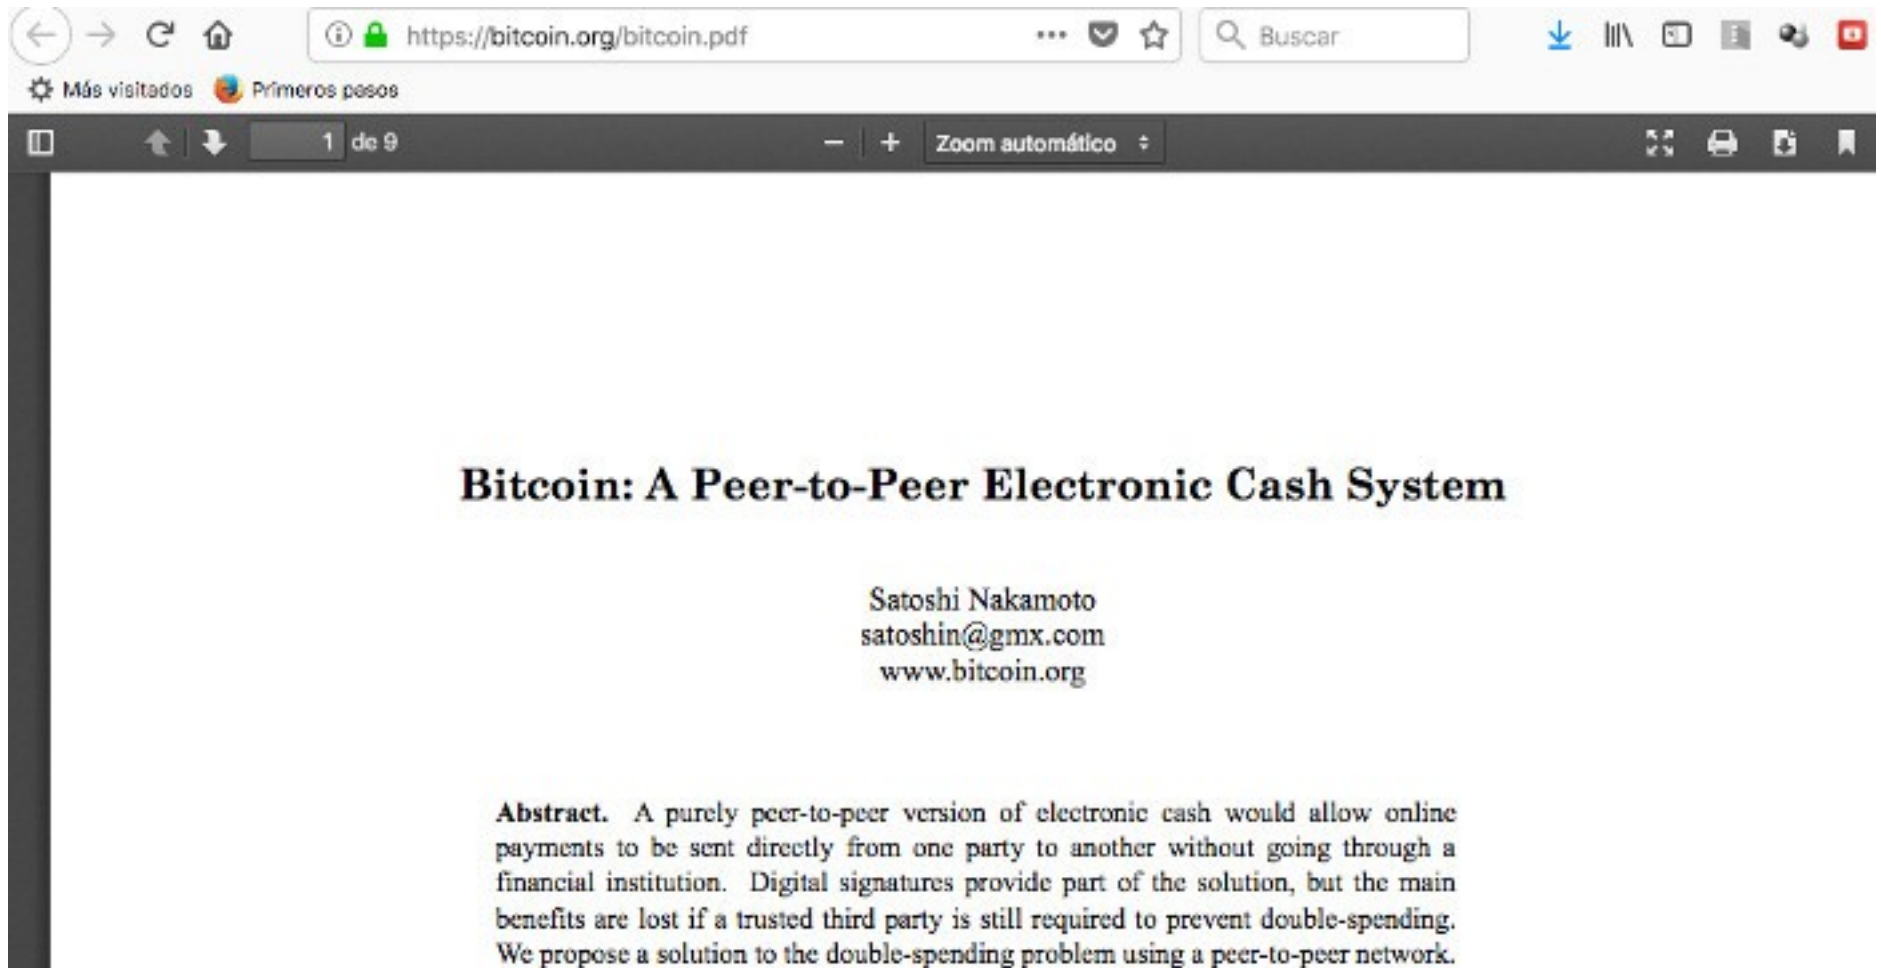 https://bitcoin.org/bitcoin.pdf Buscar
Más visitados Primeros pasos
1 de 9 Zoom automático
Bitcoin: A Peer-to-Peer Electronic Cash System
Satoshi Nakamoto
satoshin@gmx.com
www.bitcoin.org
Abstract. A purely peer-to-peer version of electronic cash would allow online
payments to be sent directly from one party to another without going through a
financial institution. Digital signatures provide part of the solution, but the main
benefits are lost if a trusted third party is still required to prevent double-spending.
We propose a solution to the double-spending problem using a peer-to-peer network.